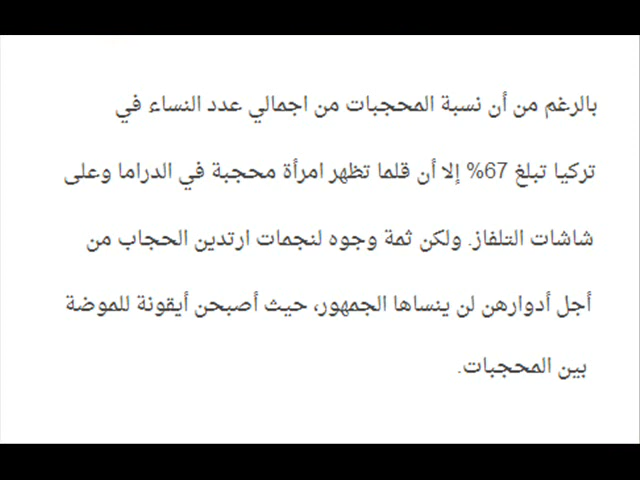 بالرغم من أن نسبة المحجبات من اجمالي عدد النساء في
تركيا تبلغ 67% إلا أن قلما تظهر امرأة محجبة في الدراما وعلى
شاشات التلفاز. ولكن ثمة وجوه لنجمات ارتدين الحجاب من
أجل أدوارهن لن ينساها الجمهور، حيث أصبحن أيقونة للموضة
بين المحجبات.